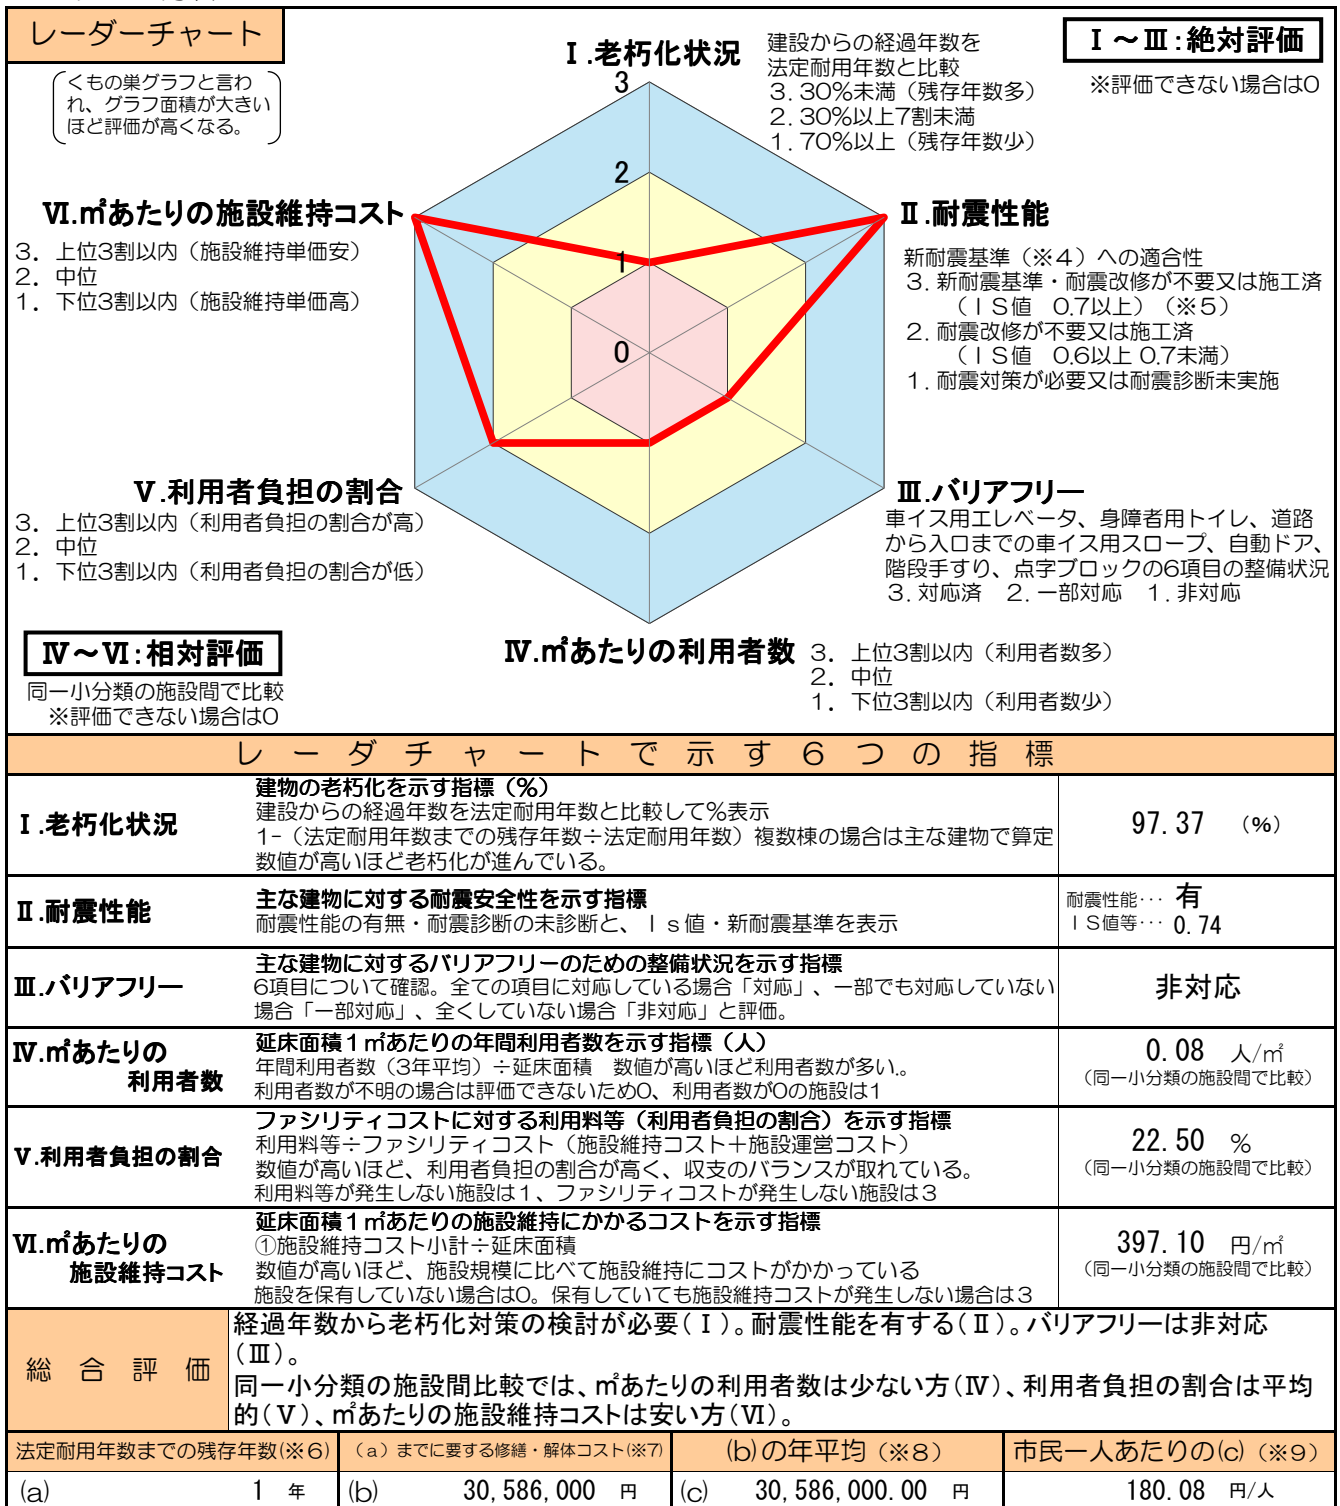 レーダーチャート
くもの巣グラフと言わ
れ、グラフ面積が大きい
ほど評価が高くなる。
Ⅰ～Ⅲ:絶対評価
※評価できない場合は0
Ⅰ.老朽化状況
建設からの経過年数を
法定耐用年数と比較
3. 30%未満（残存年数多）
2. 30%以上7割未満
1. 70%以上（残存年数少）
3
2
1
0
Ⅱ.耐震性能
新耐震基準（※4）への適合性
3. 新耐震基準・耐震改修が不要又は施工済
（ＩＳ値　0.7以上）（※5）
2. 耐震改修が不要又は施工済
（ＩＳ値　0.6以上 0.7未満）
1. 耐震対策が必要又は耐震診断未実施
Ⅵ.㎡あたりの施設維持コスト
3. 上位3割以内（施設維持単価安）
2. 中位
1. 下位3割以内（施設維持単価高）
Ⅴ.利用者負担の割合
3. 上位3割以内（利用者負担の割合が高）
2. 中位
1. 下位3割以内（利用者負担の割合が低）
Ⅲ.バリアフリー
車イス用エレベータ、身障者用トイレ、道路
から入口までの車イス用スロープ、自動ドア、
階段手すり、点字ブロックの6項目の整備状況
3. 対応済　2. 一部対応　1. 非対応
Ⅳ～Ⅵ:相対評価
同一小分類の施設間で比較
※評価できない場合は0
Ⅳ.㎡あたりの利用者数
3. 上位3割以内（利用者数多）
2. 中位
1. 下位3割以内（利用者数少）
レーダチャートで示す６つの指標
Ⅰ.老朽化状況
建物の老朽化を示す指標（%）
建設からの経過年数を法定耐用年数と比較して%表示
1-（法定耐用年数までの残存年数÷法定耐用年数）複数棟の場合は主な建物で算定
数値が高いほど老朽化が進んでいる。
97.37 （%）
Ⅱ.耐震性能
主な建物に対する耐震安全性を示す指標
耐震性能の有無・耐震診断の未診断と、Ｉｓ値・新耐震基準を表示
耐震性能… 有
ＩＳ値等… 0.74
Ⅲ.バリアフリー
主な建物に対するバリアフリーのための整備状況を示す指標
6項目について確認。全ての項目に対応している場合「対応」、一部でも対応していない
場合「一部対応」、全くしていない場合「非対応」と評価。
非対応
Ⅳ.㎡あたりの
利用者数
延床面積１㎡あたりの年間利用者数を示す指標（人）
年間利用者数（3年平均）÷延床面積　数値が高いほど利用者数が多い。
利用者数が不明の場合は評価できないため0、利用者数が0の施設は1
0.08 人/㎡
（同一小分類の施設間で比較）
Ⅴ.利用者負担の割合
ファシリティコストに対する利用料等（利用者負担の割合）を示す指標
利用料等÷ファシリティコスト（施設維持コスト＋施設運営コスト）
数値が高いほど、利用者負担の割合が高く、収支のバランスが取れている。
利用料等が発生しない施設は１、ファシリティコストが発生しない施設は３
22.50 %
（同一小分類の施設間で比較）
Ⅵ.㎡あたりの
施設維持コスト
延床面積１㎡あたりの施設維持にかかるコストを示す指標
①施設維持コスト小計÷延床面積
数値が高いほど、施設規模に比べて施設維持にコストがかかっている
施設を保有していない場合は0。保有していても施設維持コストが発生しない場合は３
397.10 円/㎡
（同一小分類の施設間で比較）
総合評価
経過年数から老朽化対策の検討が必要(Ⅰ)。耐震性能を有する(Ⅱ)。バリアフリーは非対応
(Ⅲ)。
同一小分類の施設間比較では、㎡あたりの利用者数は少ない方(Ⅳ)、利用者負担の割合は平均
的(Ⅴ)、㎡あたりの施設維持コストは安い方(Ⅵ)。
法定耐用年数までの残存年数(※6)
（a）までに要する修繕・解体コスト(※7)
(b)の年平均（※8）
市民一人あたりの(c)（※9）
(a) 1 年
(b) 30,586,000 円
(c) 30,586,000.00 円
180.08 円/人